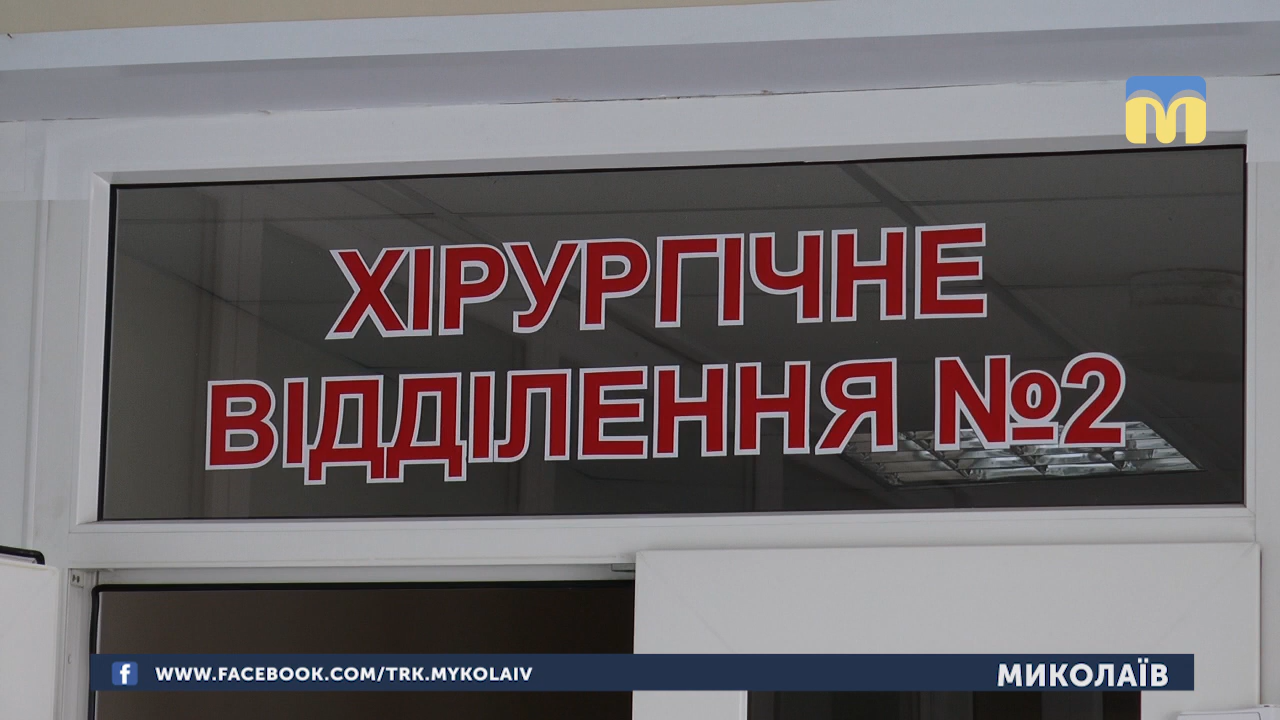 ХІРУРГІЧНЕ
ВІДДІЛЕННЯ №2
WWW.FACEBOOK.COM/TRK.MYKOLAIV
МИКОЛАЇВ